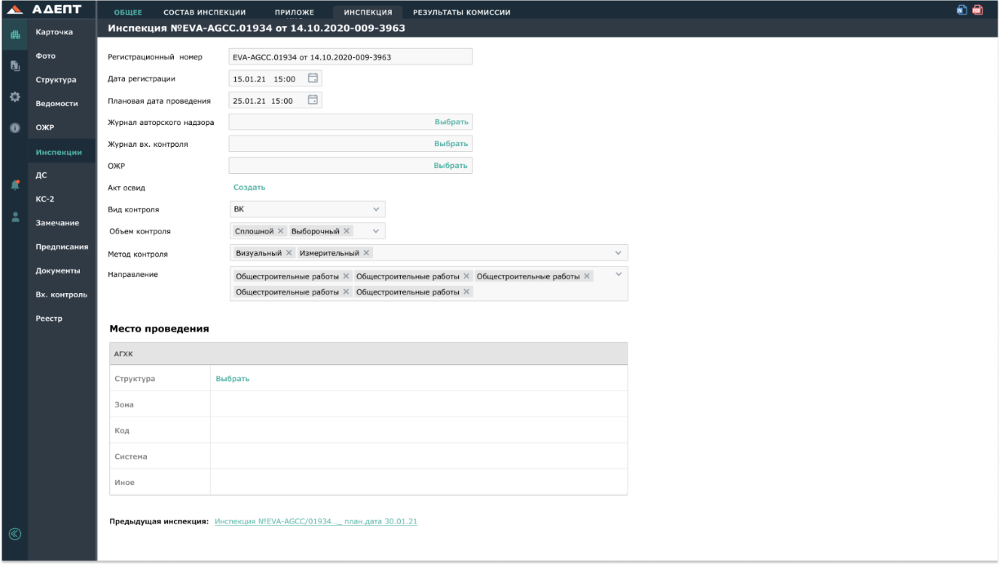 АДЕПТ
ОБЩЕЕ СОСТАВ ИНСПЕКЦИИ ПРИЛОЖЕ ИНСПЕКЦИЯ РЕЗУЛЬТАТЫ КОМИССИИ
Инспекция №EVA-AGCC.01934 от 14.10.2020-009-3963
Карточка
Фото
Структура
Ведомости
ОЖР
Инспекции
ДС
КС-2
Замечание
Предписания
Документы
Вх. контроль
Реестр
Регистрационный номер EVA-AGCC.01934 от 14.10.2020-009-3963
Дата регистрации 15.01.21 15:00
Плановая дата проведения 25.01.21 15:00
Журнал авторского надзора Выбрать
Журнал вх. контроля Выбрать
ОЖР Выбрать
Акт освид Создать
Вид контроля ВК
Объем контроля Сплошной Выборочный
Метод контроля Визуальный Измерительный
Направление Общестроительные работы Общестроительные работы Общестроительные работы
Общестроительные работы Общестроительные работы
Место проведения
АГХК
Структура Выбрать
Зона
Код
Система
Иное
Предыдущая инспекция: Инспекция №EVA-AGCC/01934..._ план.дата 30.01.21